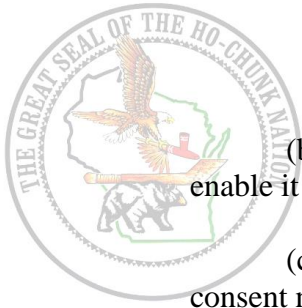 THE GREAT SEAL OF THE HO-CHUNK NATION
(b
enable it
(c
consent r